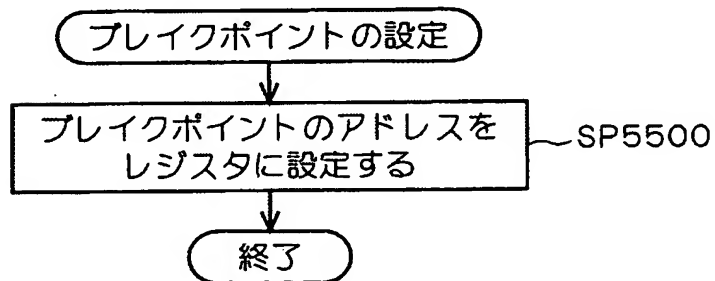 ブレイクポイントの設定
ブレイクポイントのアドレスを
レジスタに設定する
SP5500
終了